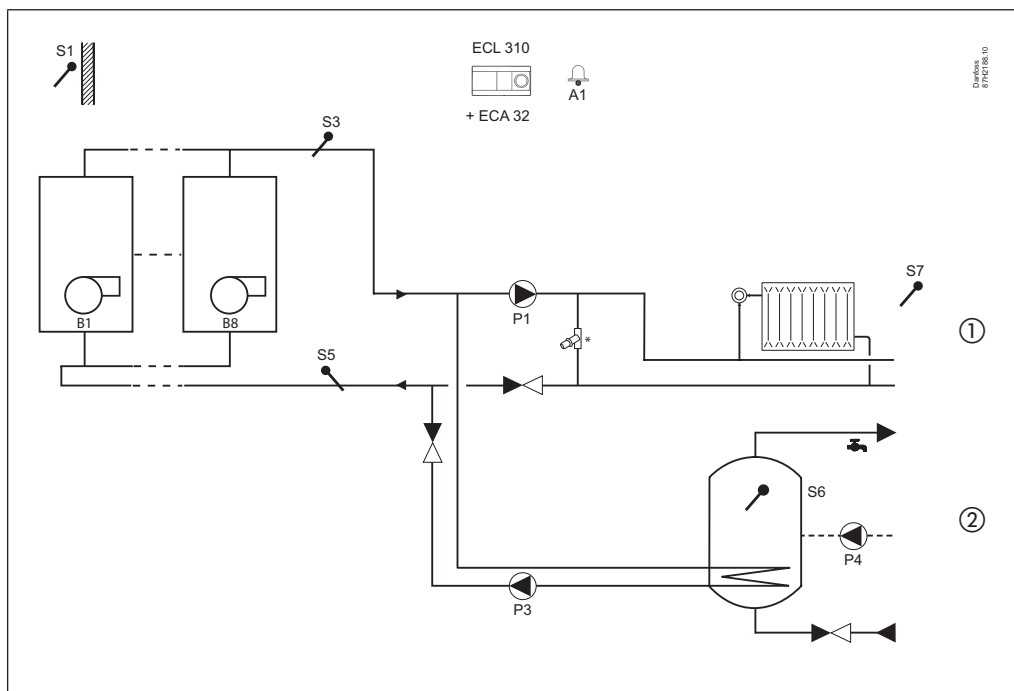 S1
ECL 310
A1
+ ECA 32
Danfoss
87H2188.10
S3
B1
B8
S7
P1
*
①
S5
S6
②
P4
P3